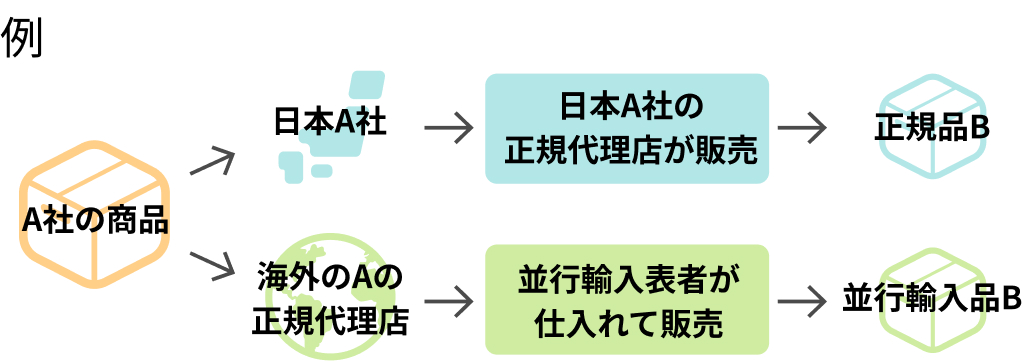 例
A社の商品
日本A社
日本A社の
正規代理店が販売
正規品B
海外のAの
正規代理店
並行輸入表者が
仕入れて販売
並行輸入品B